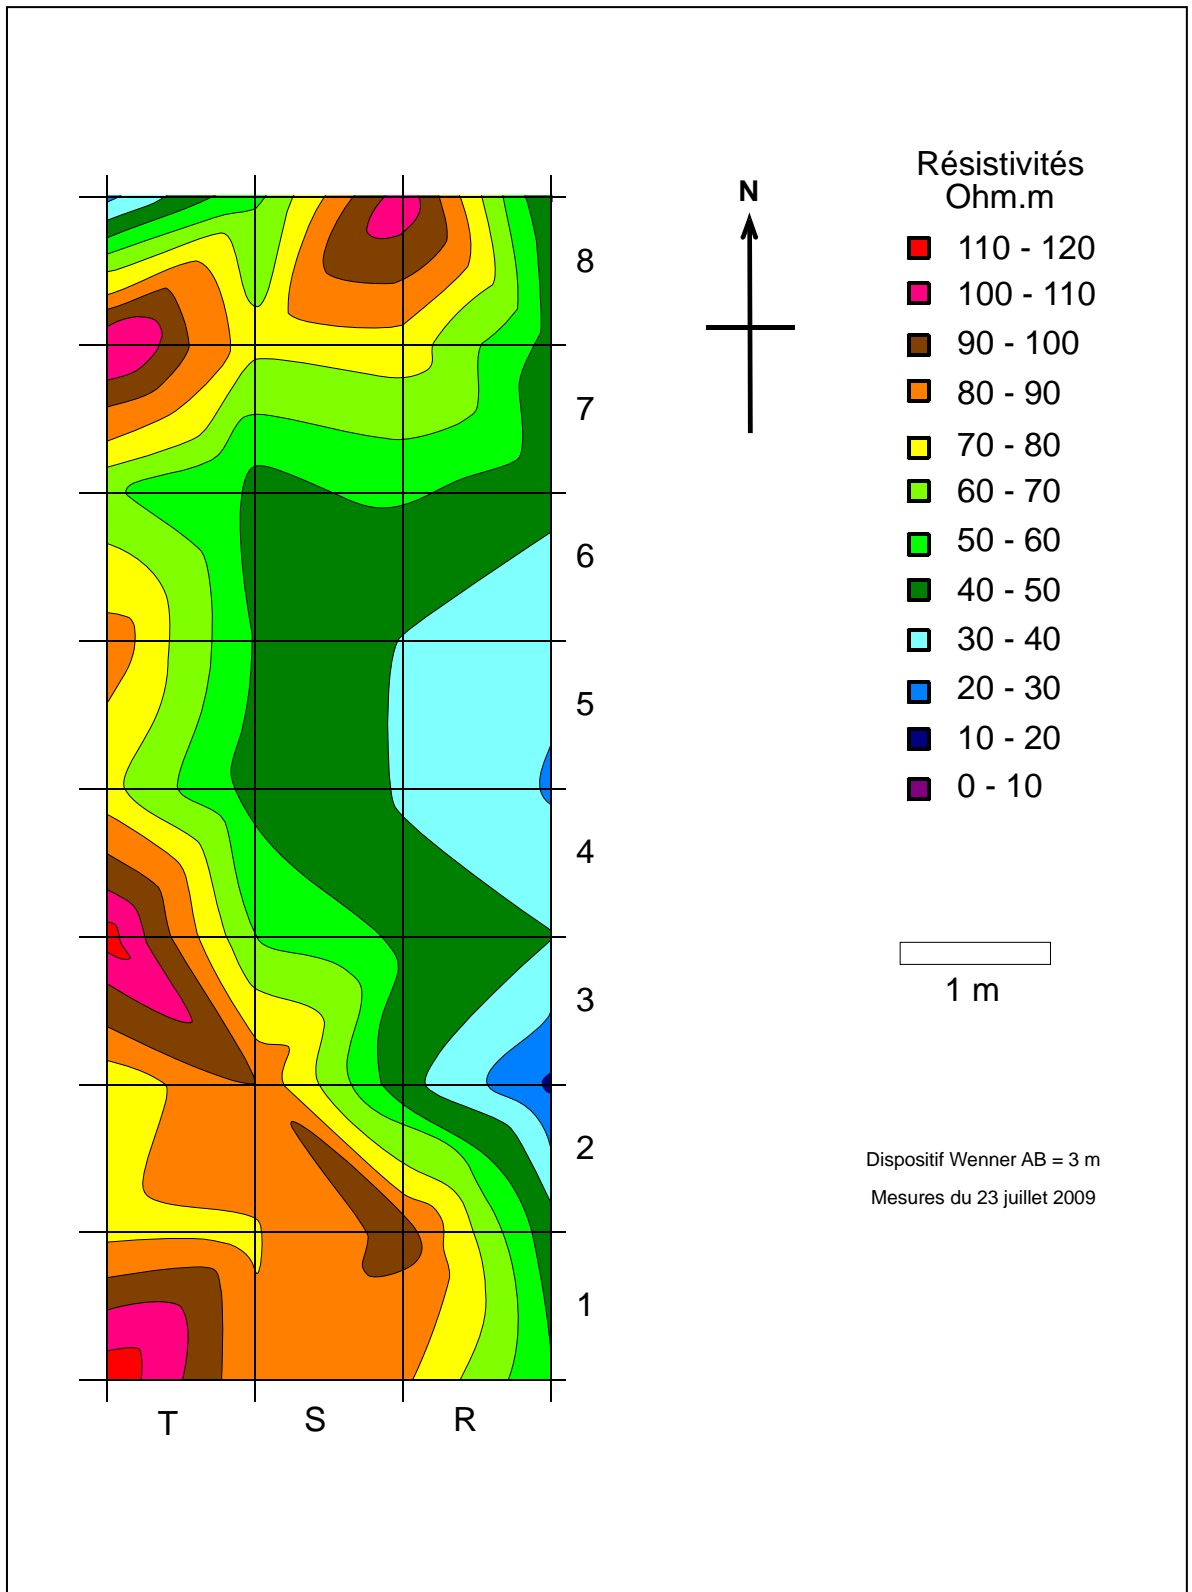 Résistivités
Ohm.m
N
110 - 120
100 - 110
90 - 100
80 - 90
70 - 80
60 - 70
50 - 60
40 - 50
30 - 40
20 - 30
10 - 20
0 - 10
8
7
6
5
4
3
2
1
T S R
1 m
Dispositif Wenner AB = 3 m
Mesures du 23 juillet 2009